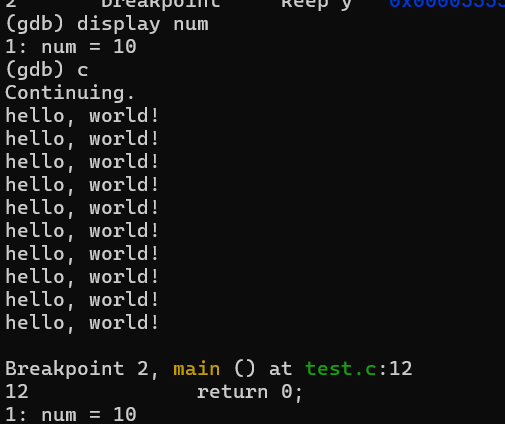 2 breakpoint keep y
(gdb) display num
1: num = 10
(gdb) c
Continuing.
hello, world!
hello, world!
hello, world!
hello, world!
hello, world!
hello, world!
hello, world!
hello, world!
hello, world!
hello, world!
Breakpoint 2, main () at test.c:12
12 return 0;
1: num = 10